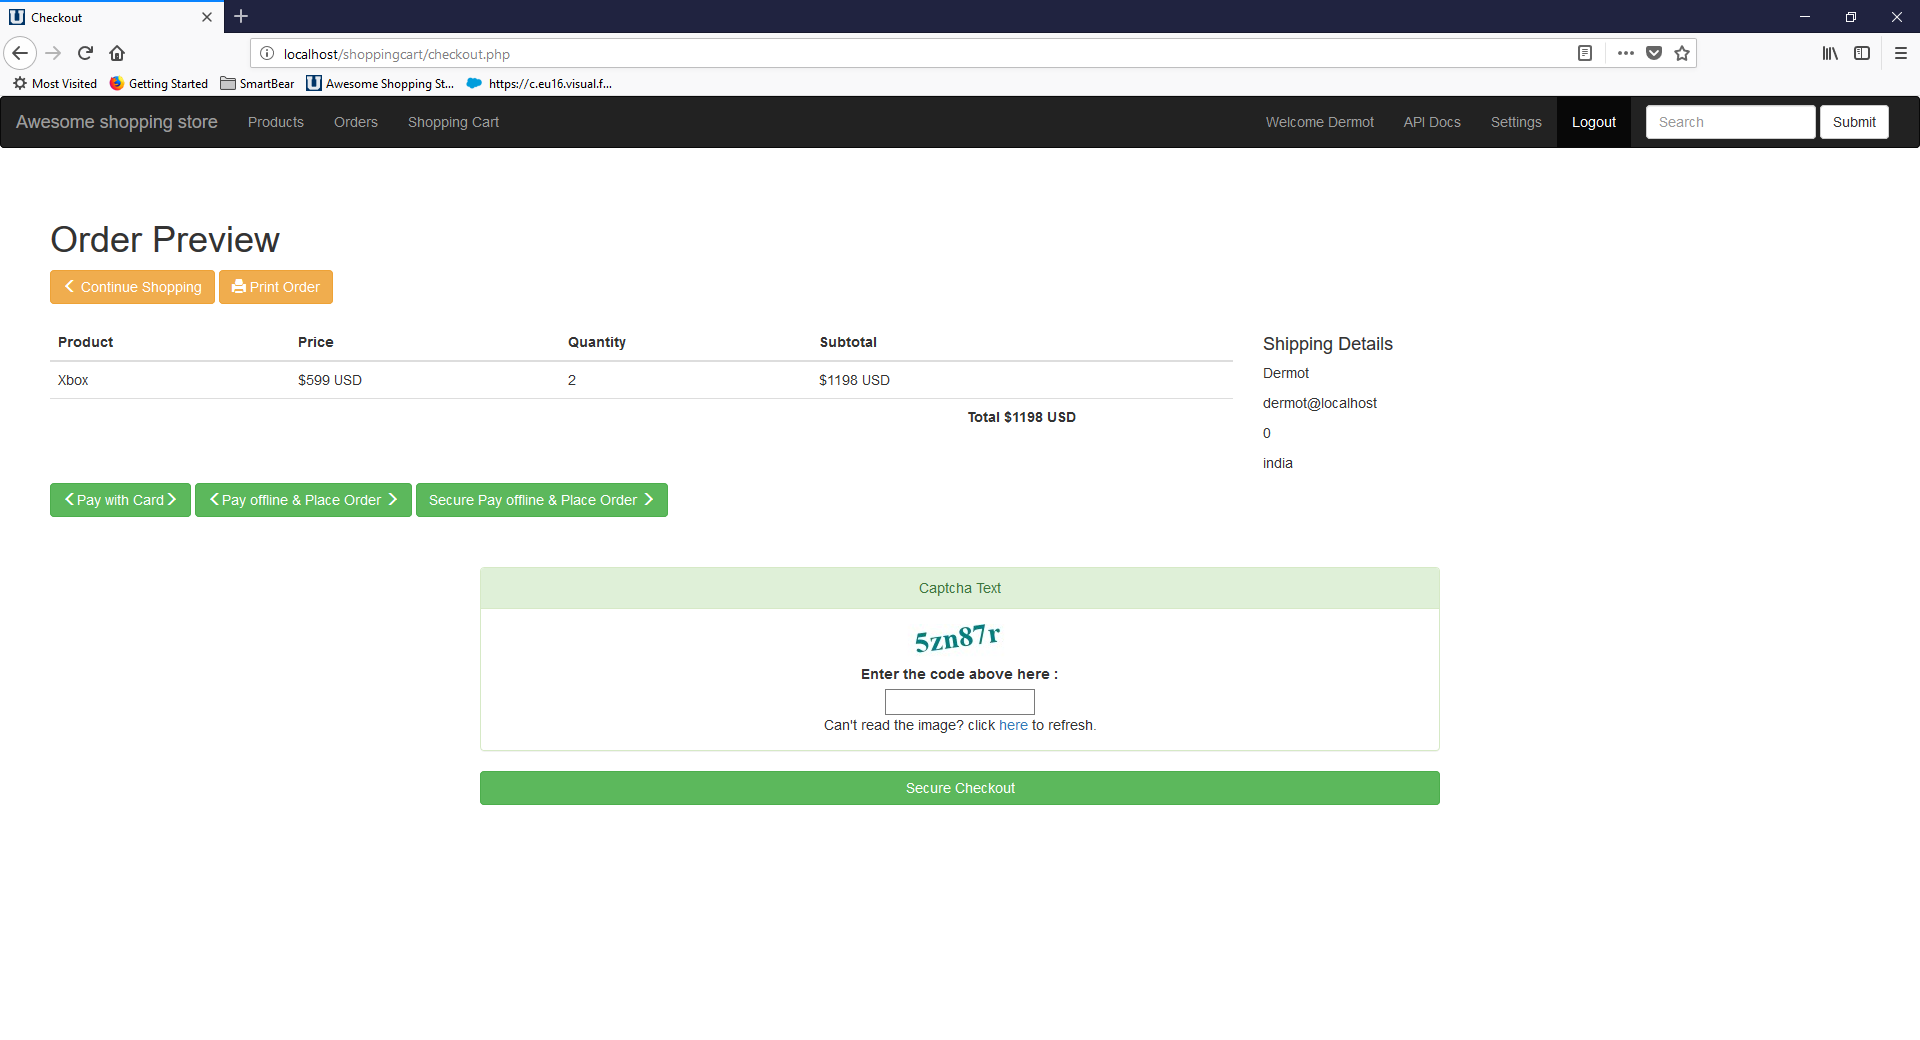 Checkout
localhost/shoppingcart/checkout.php
Most Visited Getting Started SmartBear Awesome Shopping St... https://c.eu16.visual.f...
Awesome shopping store Products Orders Shopping Cart Welcome Dermot API Docs Settings Logout Search Submit
Order Preview
Continue Shopping Print Order
Product Price Quantity Subtotal
Xbox $599 USD 2 $1198 USD
Total $1198 USD
Shipping Details
Dermot
dermot@localhost
0
india
Pay with Card Pay offline & Place Order Secure Pay offline & Place Order
Captcha Text
5zn87r
Enter the code above here :
Can't read the image? click here to refresh.
Secure Checkout